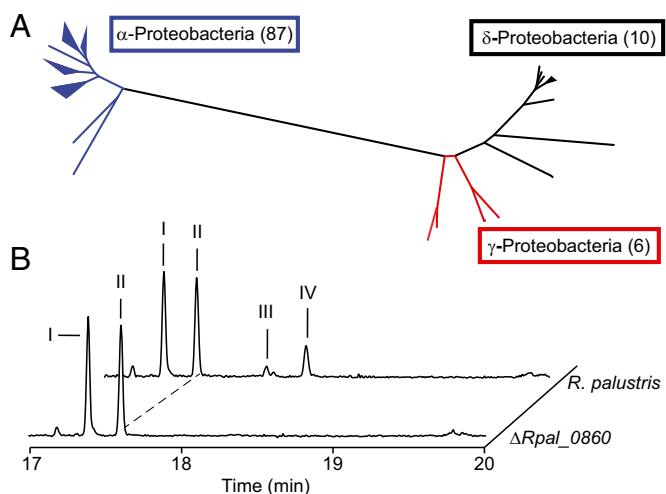 A
α-Proteobacteria (87)
δ-Proteobacteria (10)
γ-Proteobacteria (6)
B
I
II
III
IV
I
II
R. palustris
ΔRpal_0860
17
18
19
20
Time (min)